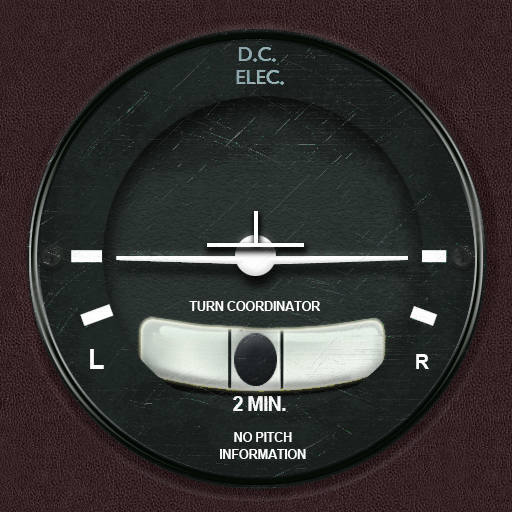 D.C.
ELEC.
TURN COORDINATOR
L
R
2 MIN.
NO PITCH
INFORMATION